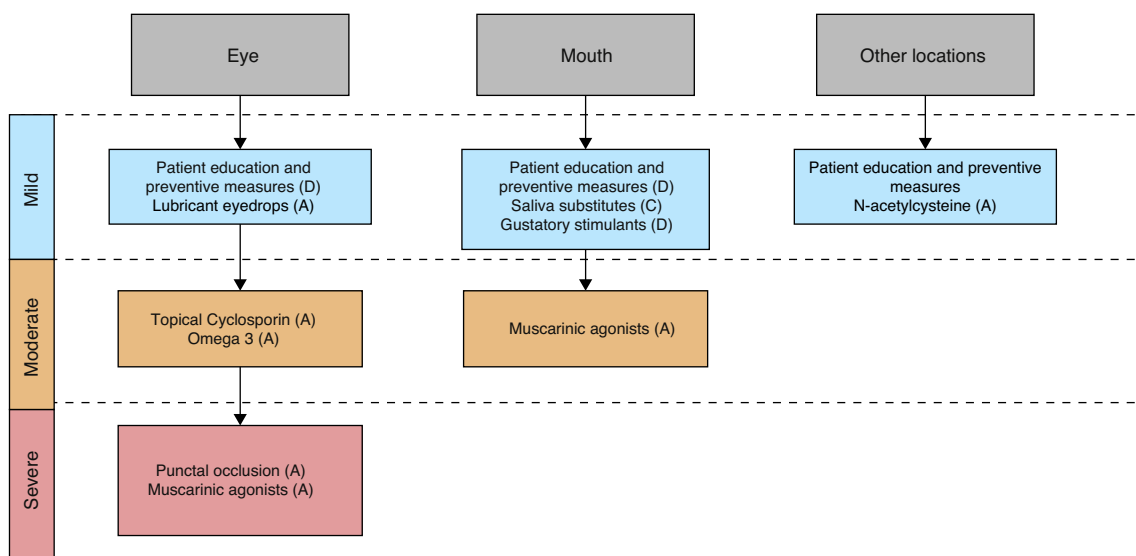 Eye
Mouth
Other locations
Mild
Patient education and
preventive measures (D)
Lubricant eyedrops (A)
Patient education and
preventive measures (D)
Saliva substitutes (C)
Gustatory stimulants (D)
Patient education and preventive
measures
N-acetylcysteine (A)
Moderate
Topical Cyclosporin (A)
Omega 3 (A)
Muscarinic agonists (A)
Severe
Punctal occlusion (A)
Muscarinic agonists (A)